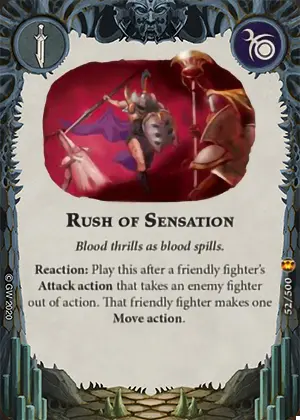 RUSH OF SENSATION
Blood thrills as blood spills.
Reaction: Play this after a friendly fighter's
Attack action that takes an enemy fighter
out of action. That friendly fighter makes one
Move action.
© GW 2020
52/500